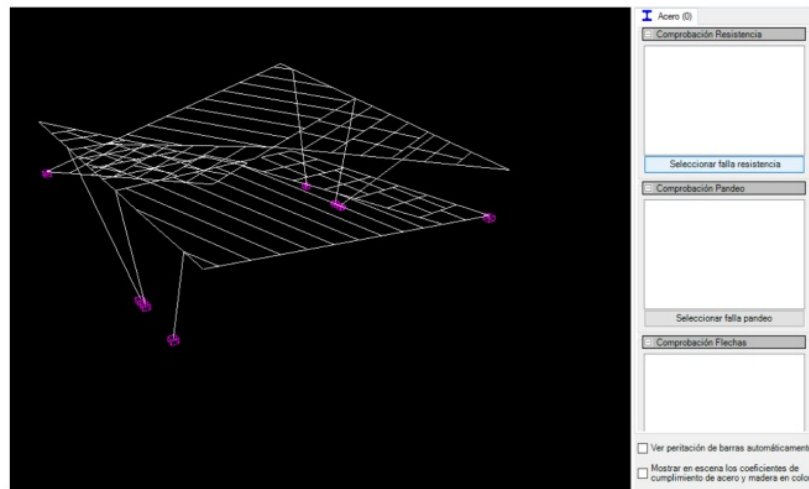 Acero (0)
Comprobación Resistencia
Seleccionar falla resistencia
Comprobación Pandeo
Seleccionar falla pandeo
Comprobación Flechas
Ver peritación de barras automáticament
Mostrar en escena los coeficientes de
cumplimiento de acero y madera en colo